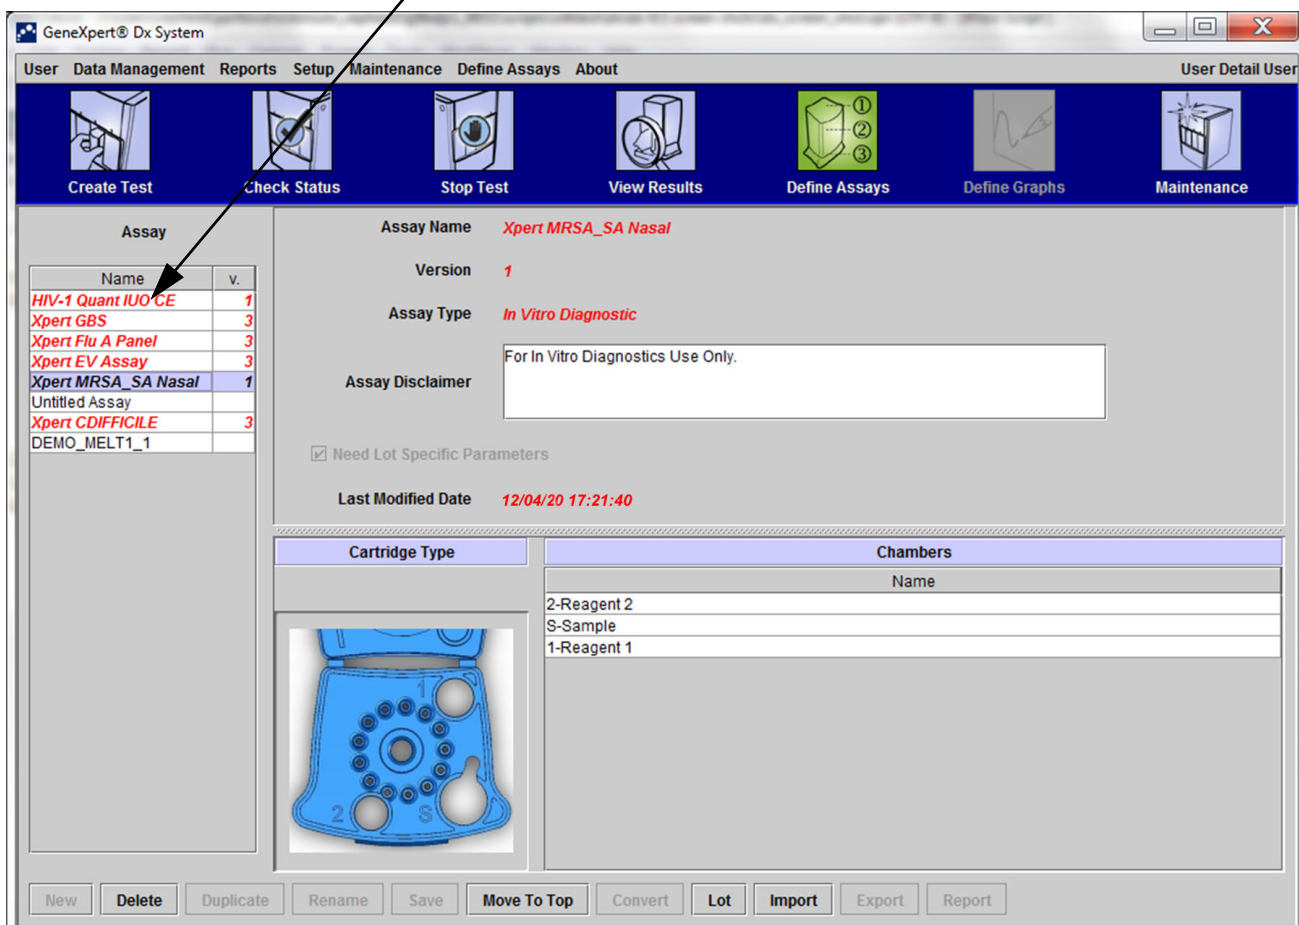 GeneXpert® Dx System
User Data Management Reports Setup Maintenance Define Assays About User Detail User
1
2
3
Create Test Check Status Stop Test View Results Define Assays Define Graphs Maintenance
Assay
Name v.
HIV-1 Quant IUO CE 1
Xpert GBS 3
Xpert Flu A Panel 3
Xpert EV Assay 3
Xpert MRSA_SA Nasal 1
Untitled Assay
Xpert CDIFFICILE 3
DEMO_MELT1_1
Assay Name Xpert MRSA_SA Nasal
Version 1
Assay Type In Vitro Diagnostic
Assay Disclaimer For In Vitro Diagnostics Use Only.
Need Lot Specific Parameters
Last Modified Date 12/04/20 17:21:40
Cartridge Type
1
2 S
Chambers
Name
2-Reagent 2
S-Sample
1-Reagent 1
New Delete Duplicate Rename Save Move To Top Convert Lot Import Export Report